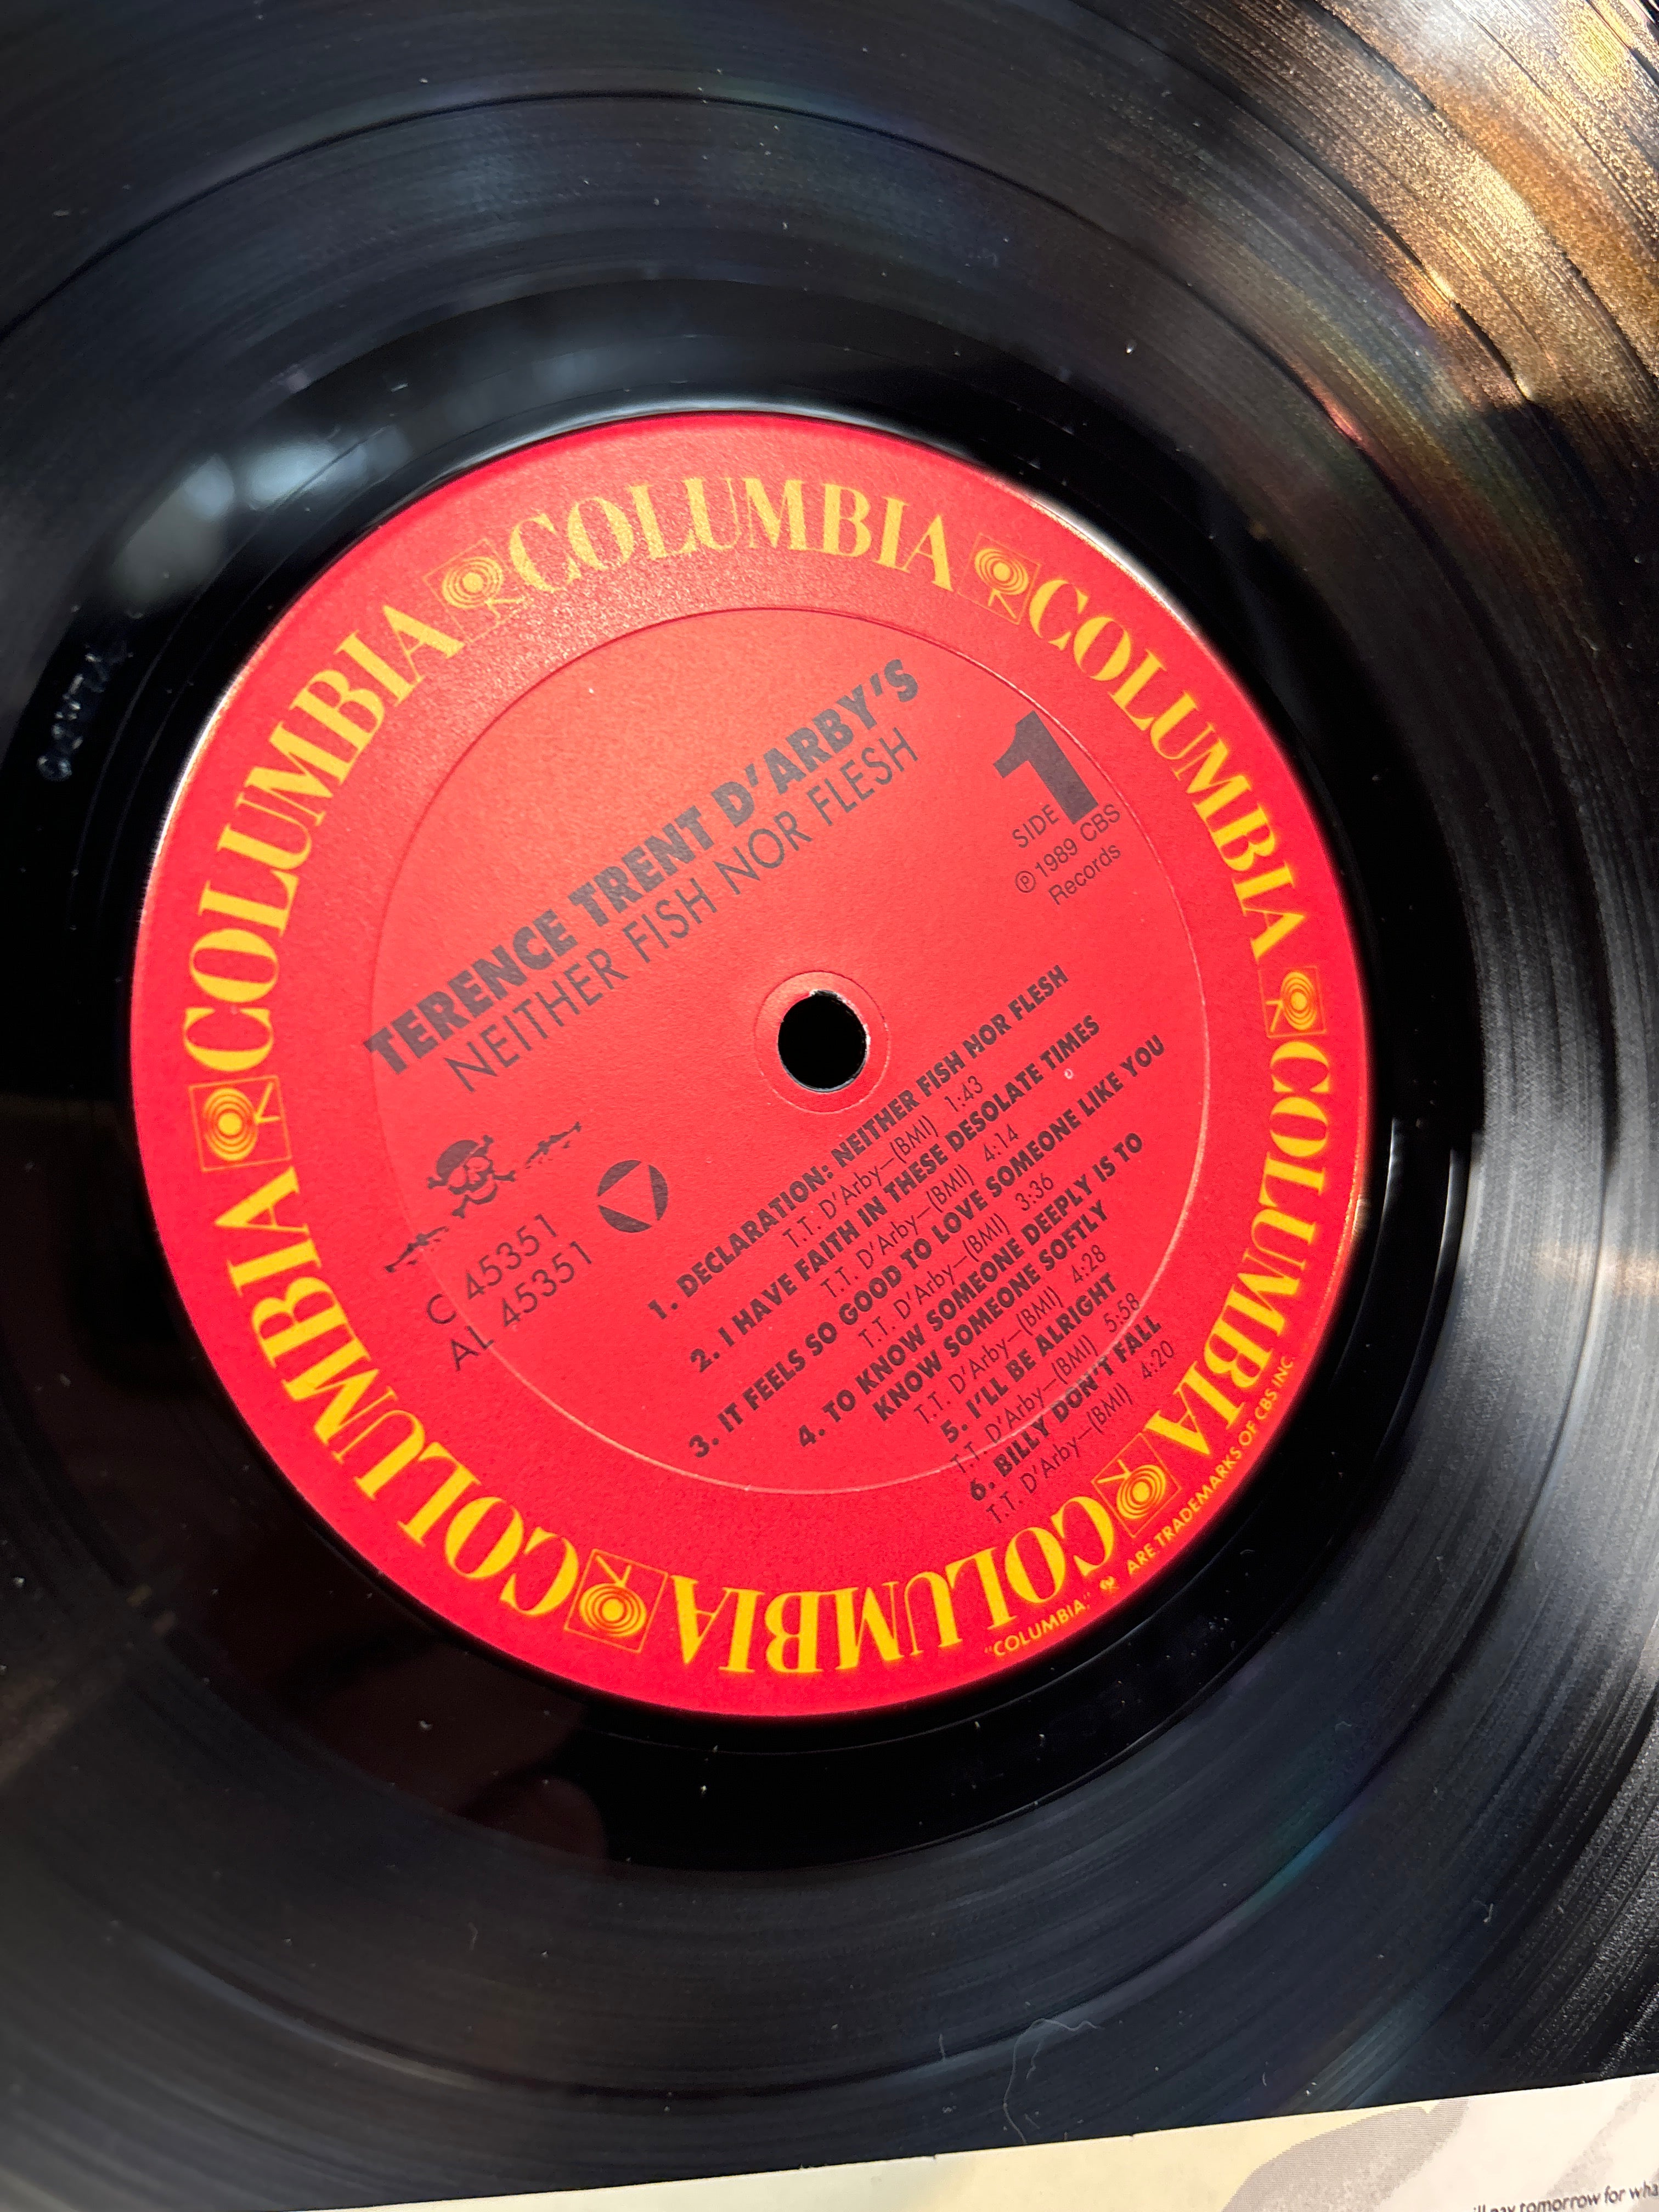 COLUMBIA COLUMBIA COLUMBIA COLUMBIA COLUMBIA COLUMBIA
TERENCE TRENT D'ARBY'S
NEITHER FISH NOR FLESH
SIDE 1
℗ 1989 CBS
Records
C 45351
AL 45351
1. DECLARATION: NEITHER FISH NOR FLESH
T.T. D'Arby—(BMI) 1:43
2. I HAVE FAITH IN THESE DESOLATE TIMES
T.T. D'Arby—(BMI) 4:14
3. IT FEELS SO GOOD TO LOVE SOMEONE LIKE YOU
T.T. D'Arby—(BMI) 3:36
4. TO KNOW SOMEONE DEEPLY IS TO
KNOW SOMEONE SOFTLY
T.T. D'Arby—(BMI) 4:28
5. I'LL BE ALRIGHT
T.T. D'Arby—(BMI) 5:58
6. BILLY DON'T FALL
T.T. D'Arby—(BMI) 4:20
"COLUMBIA," ARE TRADEMARKS OF CBS INC.
pay tomorrow for